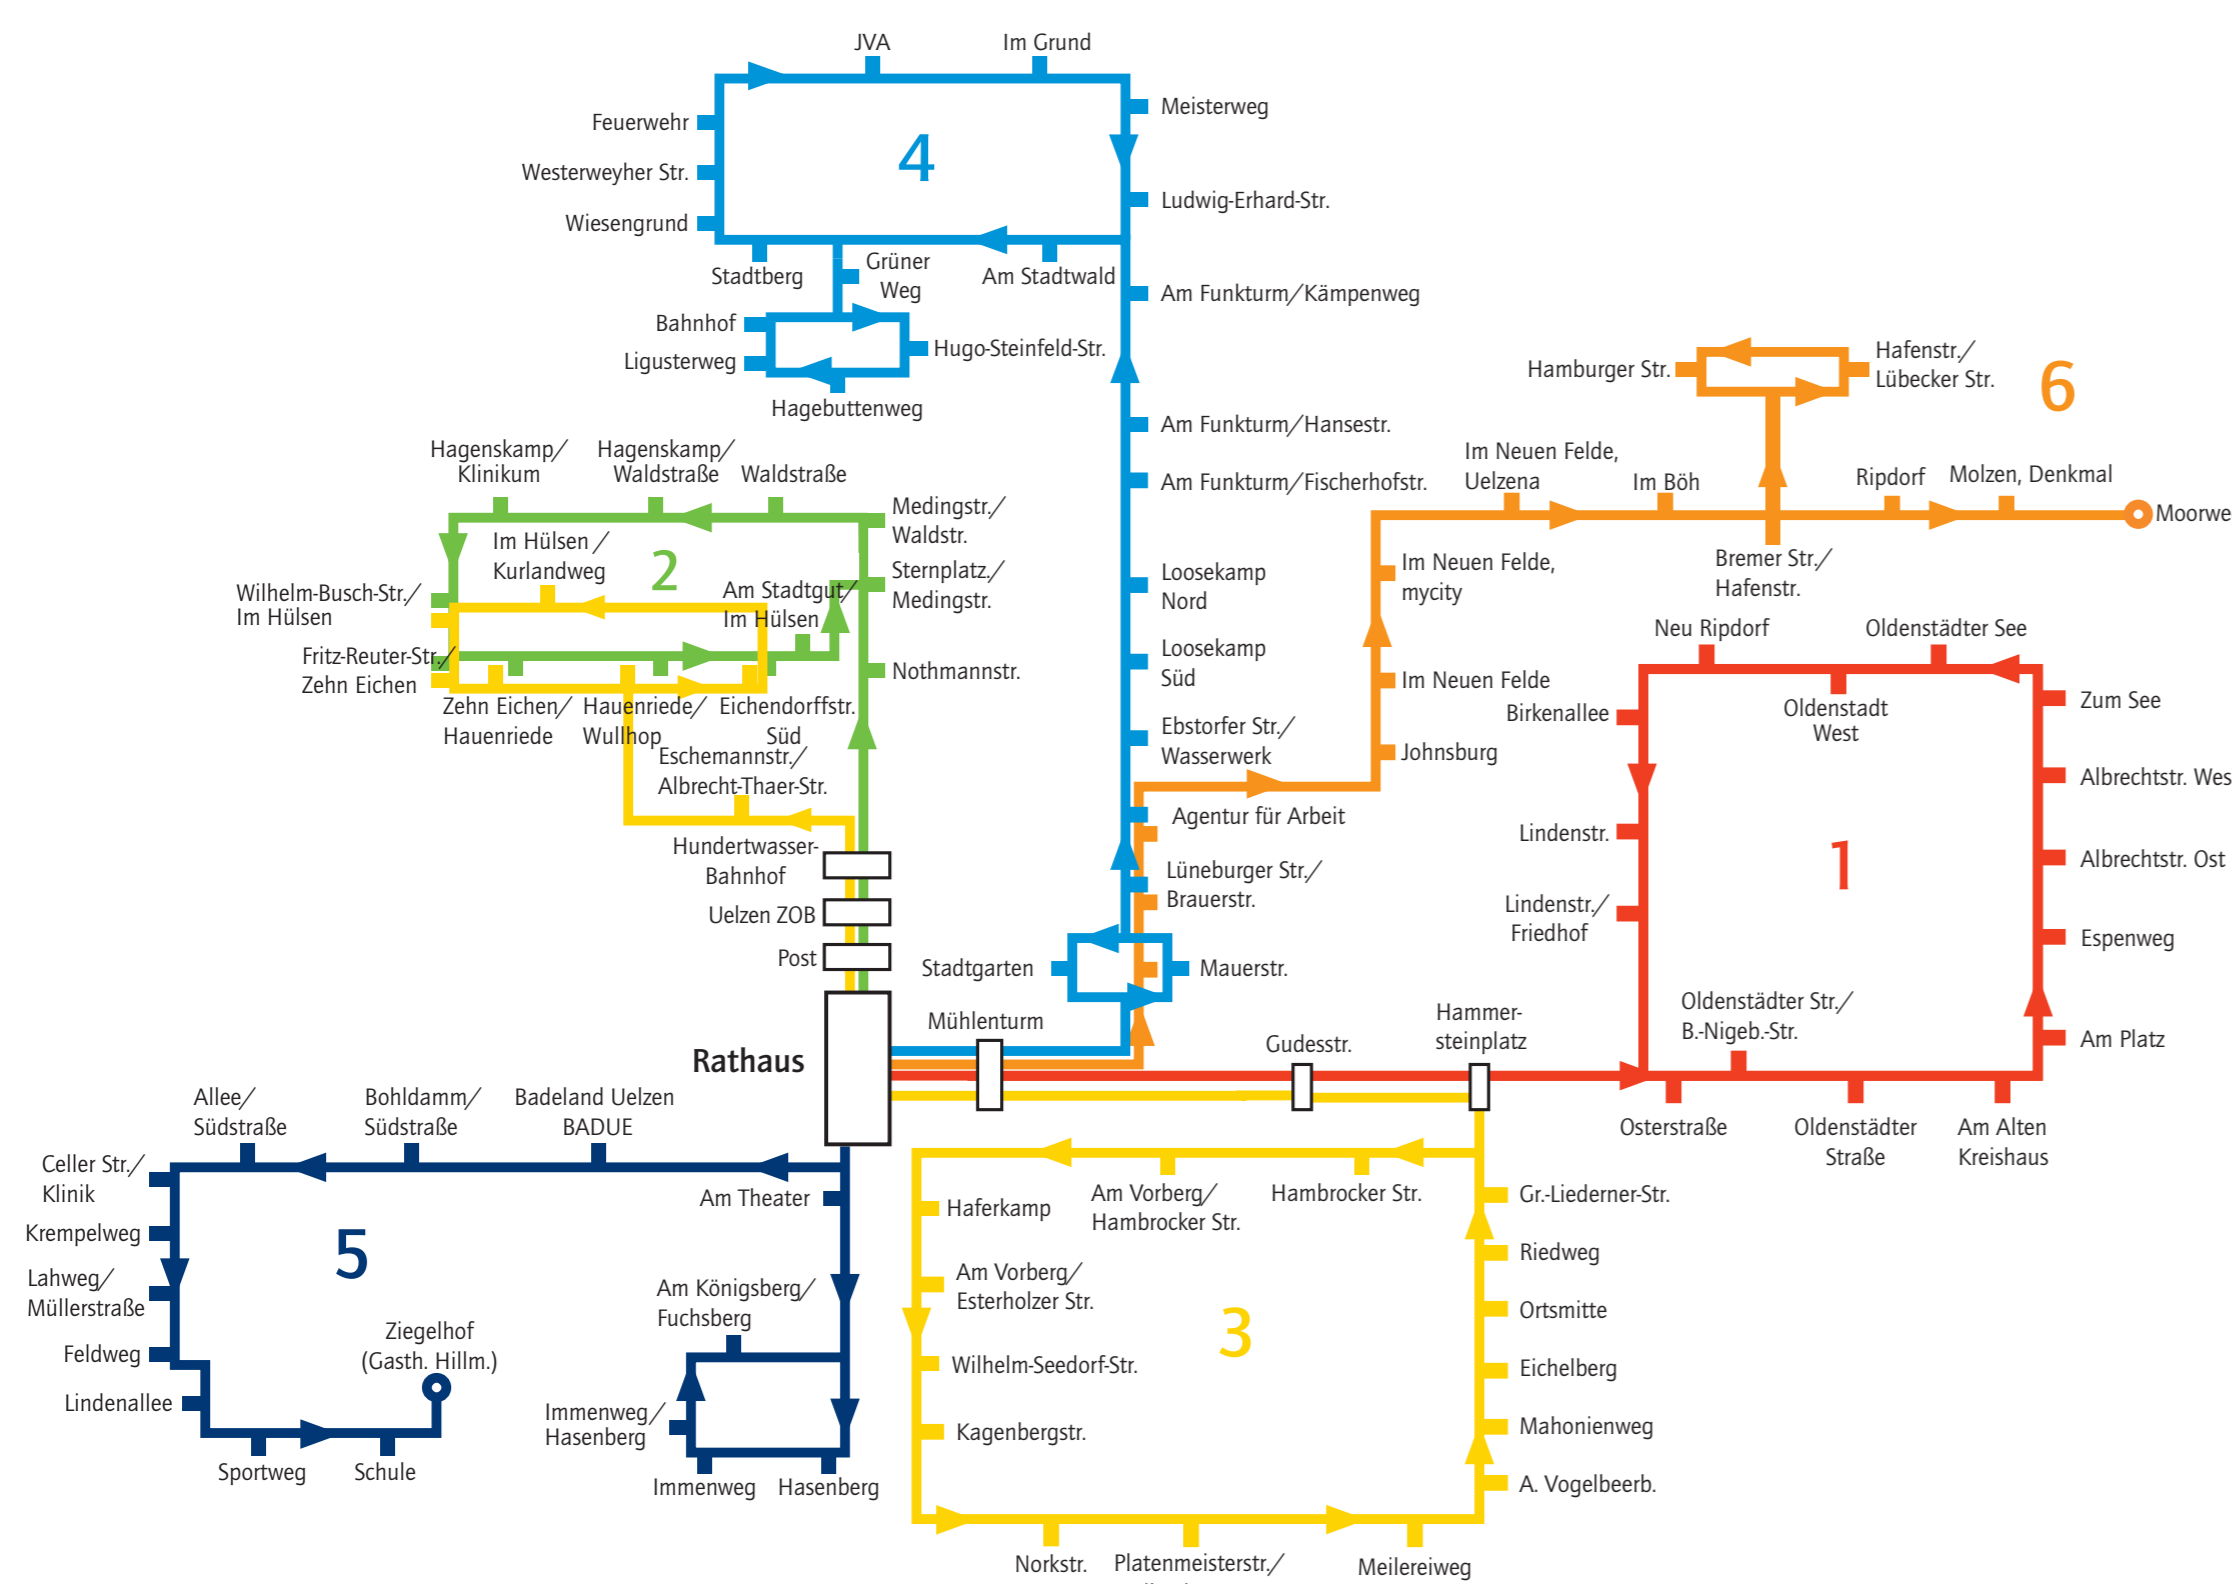 JVA
Im Grund
Meisterweg
Feuerwehr
4
Westerweyher Str.
Ludwig-Erhard-Str.
Wiesengrund
Stadtberg
Grüner
Weg
Am Stadtwald
Am Funkturm/Kämpenweg
Bahnhof
Ligusterweg
Hugo-Steinfeld-Str.
Hagebuttenweg
Am Funkturm/Hansestr.
Am Funkturm/Fischerhofstr.
Hamburger Str.
Hafenstr./
Lübecker Str.
6
Im Neuen Felde,
Uelzena
Im Böh
Ripdorf
Molzen, Denkmal
Moorwe
Bremer Str./
Hafenstr.
Im Neuen Felde,
mycity
Im Neuen Felde
Johnsburg
Hagenskamp/
Klinikum
Hagenskamp/
Waldstraße
Waldstraße
Medingstr./
Waldstr.
Im Hülsen /
Kurlandweg
2
Wilhelm-Busch-Str./
Im Hülsen
Am Stadtgut/
Im Hülsen
Sternplatz./
Medingstr.
Fritz-Reuter-Str./
Zehn Eichen
Nothmannstr.
Zehn Eichen/
Hauenriede
Hauenriede/
Wullhop
Eichendorffstr.
Süd
Eschemannstr./
Albrecht-Thaer-Str.
Hundertwasser-
Bahnhof
Uelzen ZOB
Post
Loosekamp
Nord
Loosekamp
Süd
Ebstorfer Str./
Wasserwerk
Agentur für Arbeit
Lüneburger Str./
Brauerstr.
Stadtgarten
Mauerstr.
Neu Ripdorf
Oldenstädter See
Birkenallee
Oldenstadt
West
Zum See
Albrechtstr. Wes
Lindenstr.
1
Albrechtstr. Ost
Lindenstr./
Friedhof
Espenweg
Oldenstädter Str./
B.-Nigeb.-Str.
Am Platz
Mühlenturm
Gudesstr.
Hammer-
steinplatz
Rathaus
Osterstraße
Oldenstädter
Straße
Am Alten
Kreishaus
Allee/
Südstraße
Bohldamm/
Südstraße
Badeland Uelzen
BADUE
Celler Str./
Klinik
Am Theater
Krempelweg
5
Lahweg/
Müllerstraße
Am Königsberg/
Fuchsberg
Feldweg
Ziegelhof
(Gasth. Hillm.)
Lindenallee
Immenweg/
Hasenberg
Sportweg
Schule
Immenweg
Hasenberg
Haferkamp
Am Vorberg/
Hambrocker Str.
Hambrocker Str.
Gr.-Liederner-Str.
Riedweg
Am Vorberg/
Esterholzer Str.
3
Ortsmitte
Wilhelm-Seedorf-Str.
Eichelberg
Kagenbergstr.
Mahonienweg
A. Vogelbeerb.
Norkstr.
Platenmeisterstr./
Meilereiweg